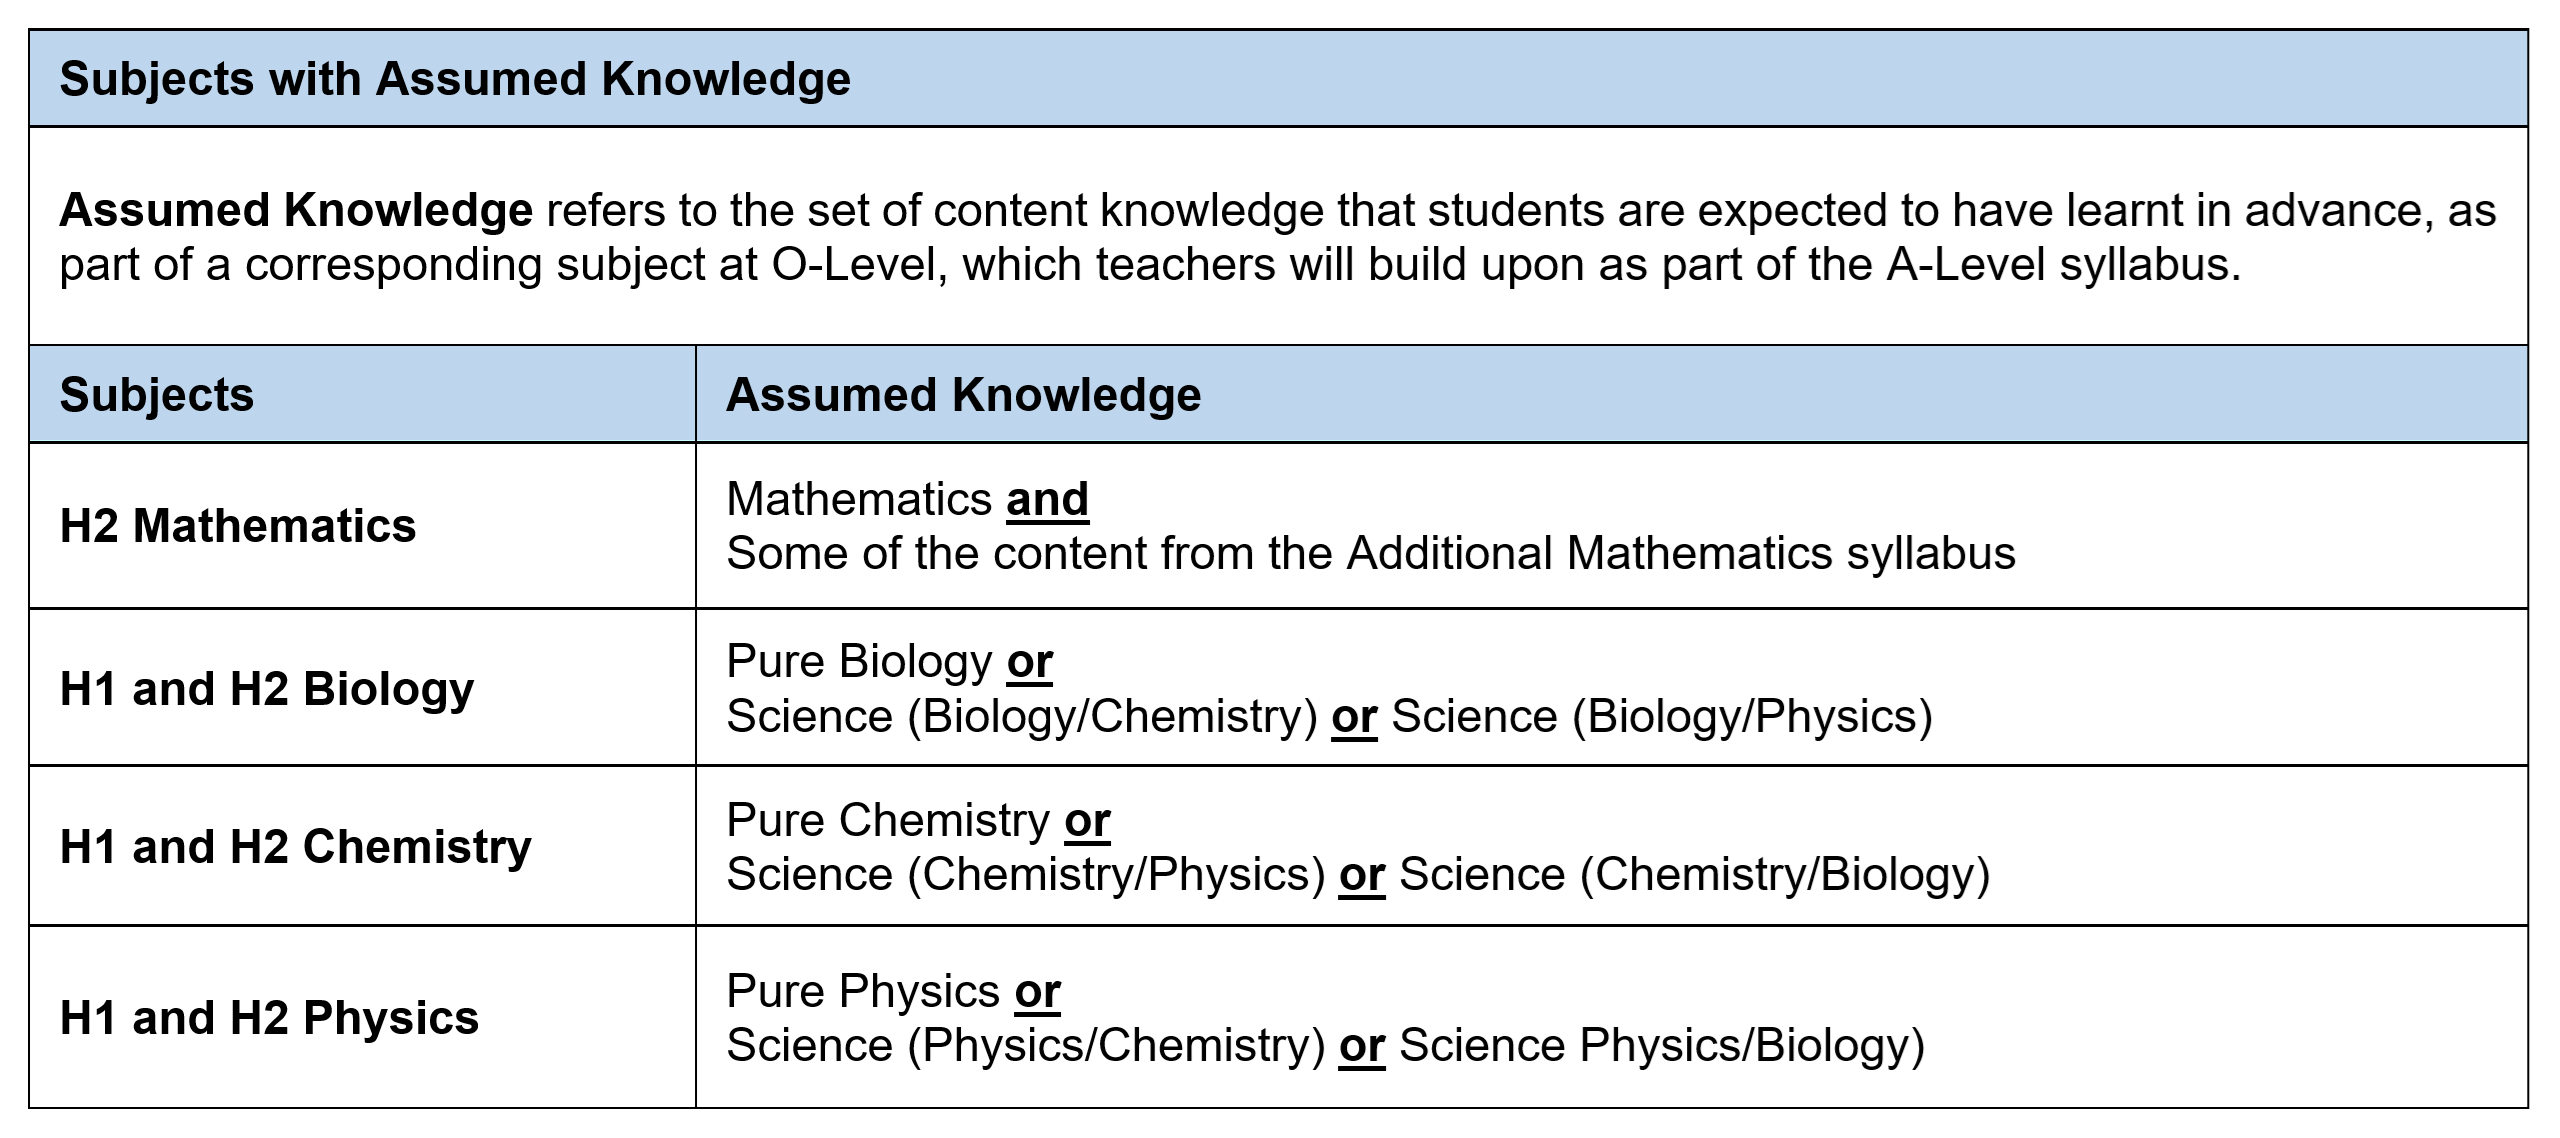 Subjects with Assumed Knowledge
Assumed Knowledge refers to the set of content knowledge that students are expected to have learnt in advance, as
part of a corresponding subject at O-Level, which teachers will build upon as part of the A-Level syllabus.
Subjects
Assumed Knowledge
H2 Mathematics
Mathematics and
Some of the content from the Additional Mathematics syllabus
H1 and H2 Biology
Pure Biology or
Science (Biology/Chemistry) or Science (Biology/Physics)
H1 and H2 Chemistry
Pure Chemistry or
Science (Chemistry/Physics) or Science (Chemistry/Biology)
H1 and H2 Physics
Pure Physics or
Science (Physics/Chemistry) or Science Physics/Biology)